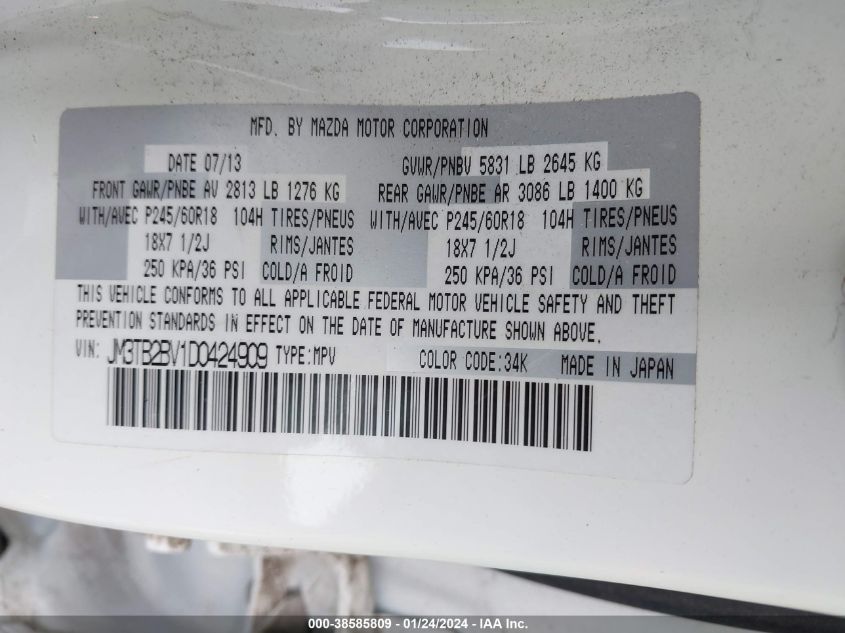 MFD. BY MAZDA MOTOR CORPORATION
DATE 07/13 GVWR/PNBV 5831 LB 2645 KG
FRONT GAWR/PNBE AV 2813 LB 1276 KG REAR GAWR/PNBE AR 3086 LB 1400 KG
WITH/AVEC P245/60R18 104H TIRES/PNEUS WITH/AVEC P245/60R18 104H TIRES/PNEUS
18X7 1/2J RIMS/JANTES 18X7 1/2J RIMS/JANTES
250 KPA/36 PSI COLD/A FROID 250 KPA/36 PSI COLD/A FROID
THIS VEHICLE CONFORMS TO ALL APPLICABLE FEDERAL MOTOR VEHICLE SAFETY AND THEFT
PREVENTION STANDARDS IN EFFECT ON THE DATE OF MANUFACTURE SHOWN ABOVE.
VIN: JM3TB2BV1D0424909 TYPE:MPV COLOR CODE:34K MADE IN JAPAN
000-38585809 - 01/24/2024 - IAA Inc.